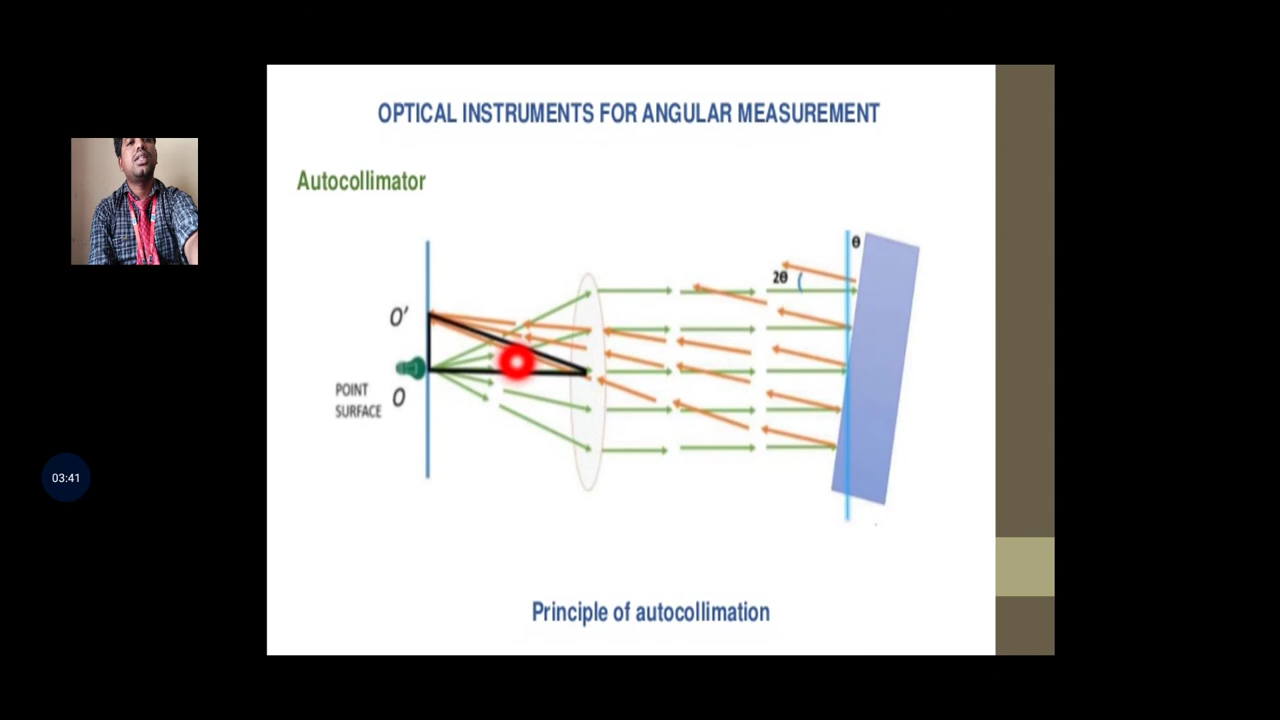 OPTICAL INSTRUMENTS FOR ANGULAR MEASUREMENT
Autocollimator
θ
2θ
O'
POINT
SURFACE
O
03:41
Principle of autocollimation